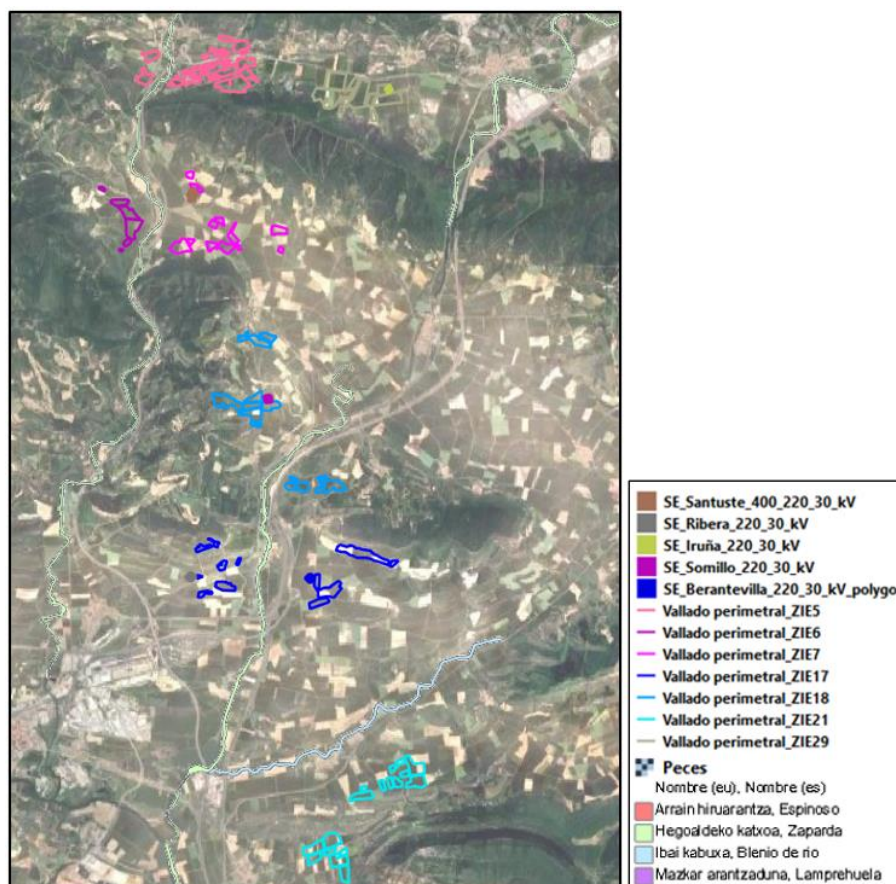 SE_Santuste_400_220_30_kV
SE_Ribera_220_30_kV
SE_Iruña_220_30_kV
SE_Somillo_220_30_kV
SE_Berantevilla_220_30_kV_polygo
Vallado perimetral_ZIE5
Vallado perimetral_ZIE6
Vallado perimetral_ZIE7
Vallado perimetral_ZIE17
Vallado perimetral_ZIE18
Vallado perimetral_ZIE21
Vallado perimetral_ZIE29
Peces
Nombre (eu), Nombre (es)
Arrain hiruarantza, Espinoso
Hegoaldeko katxoa, Zaparda
Ibai kabuxa, Blenio de rio
Mazkar arantzaduna, Lamprehuela